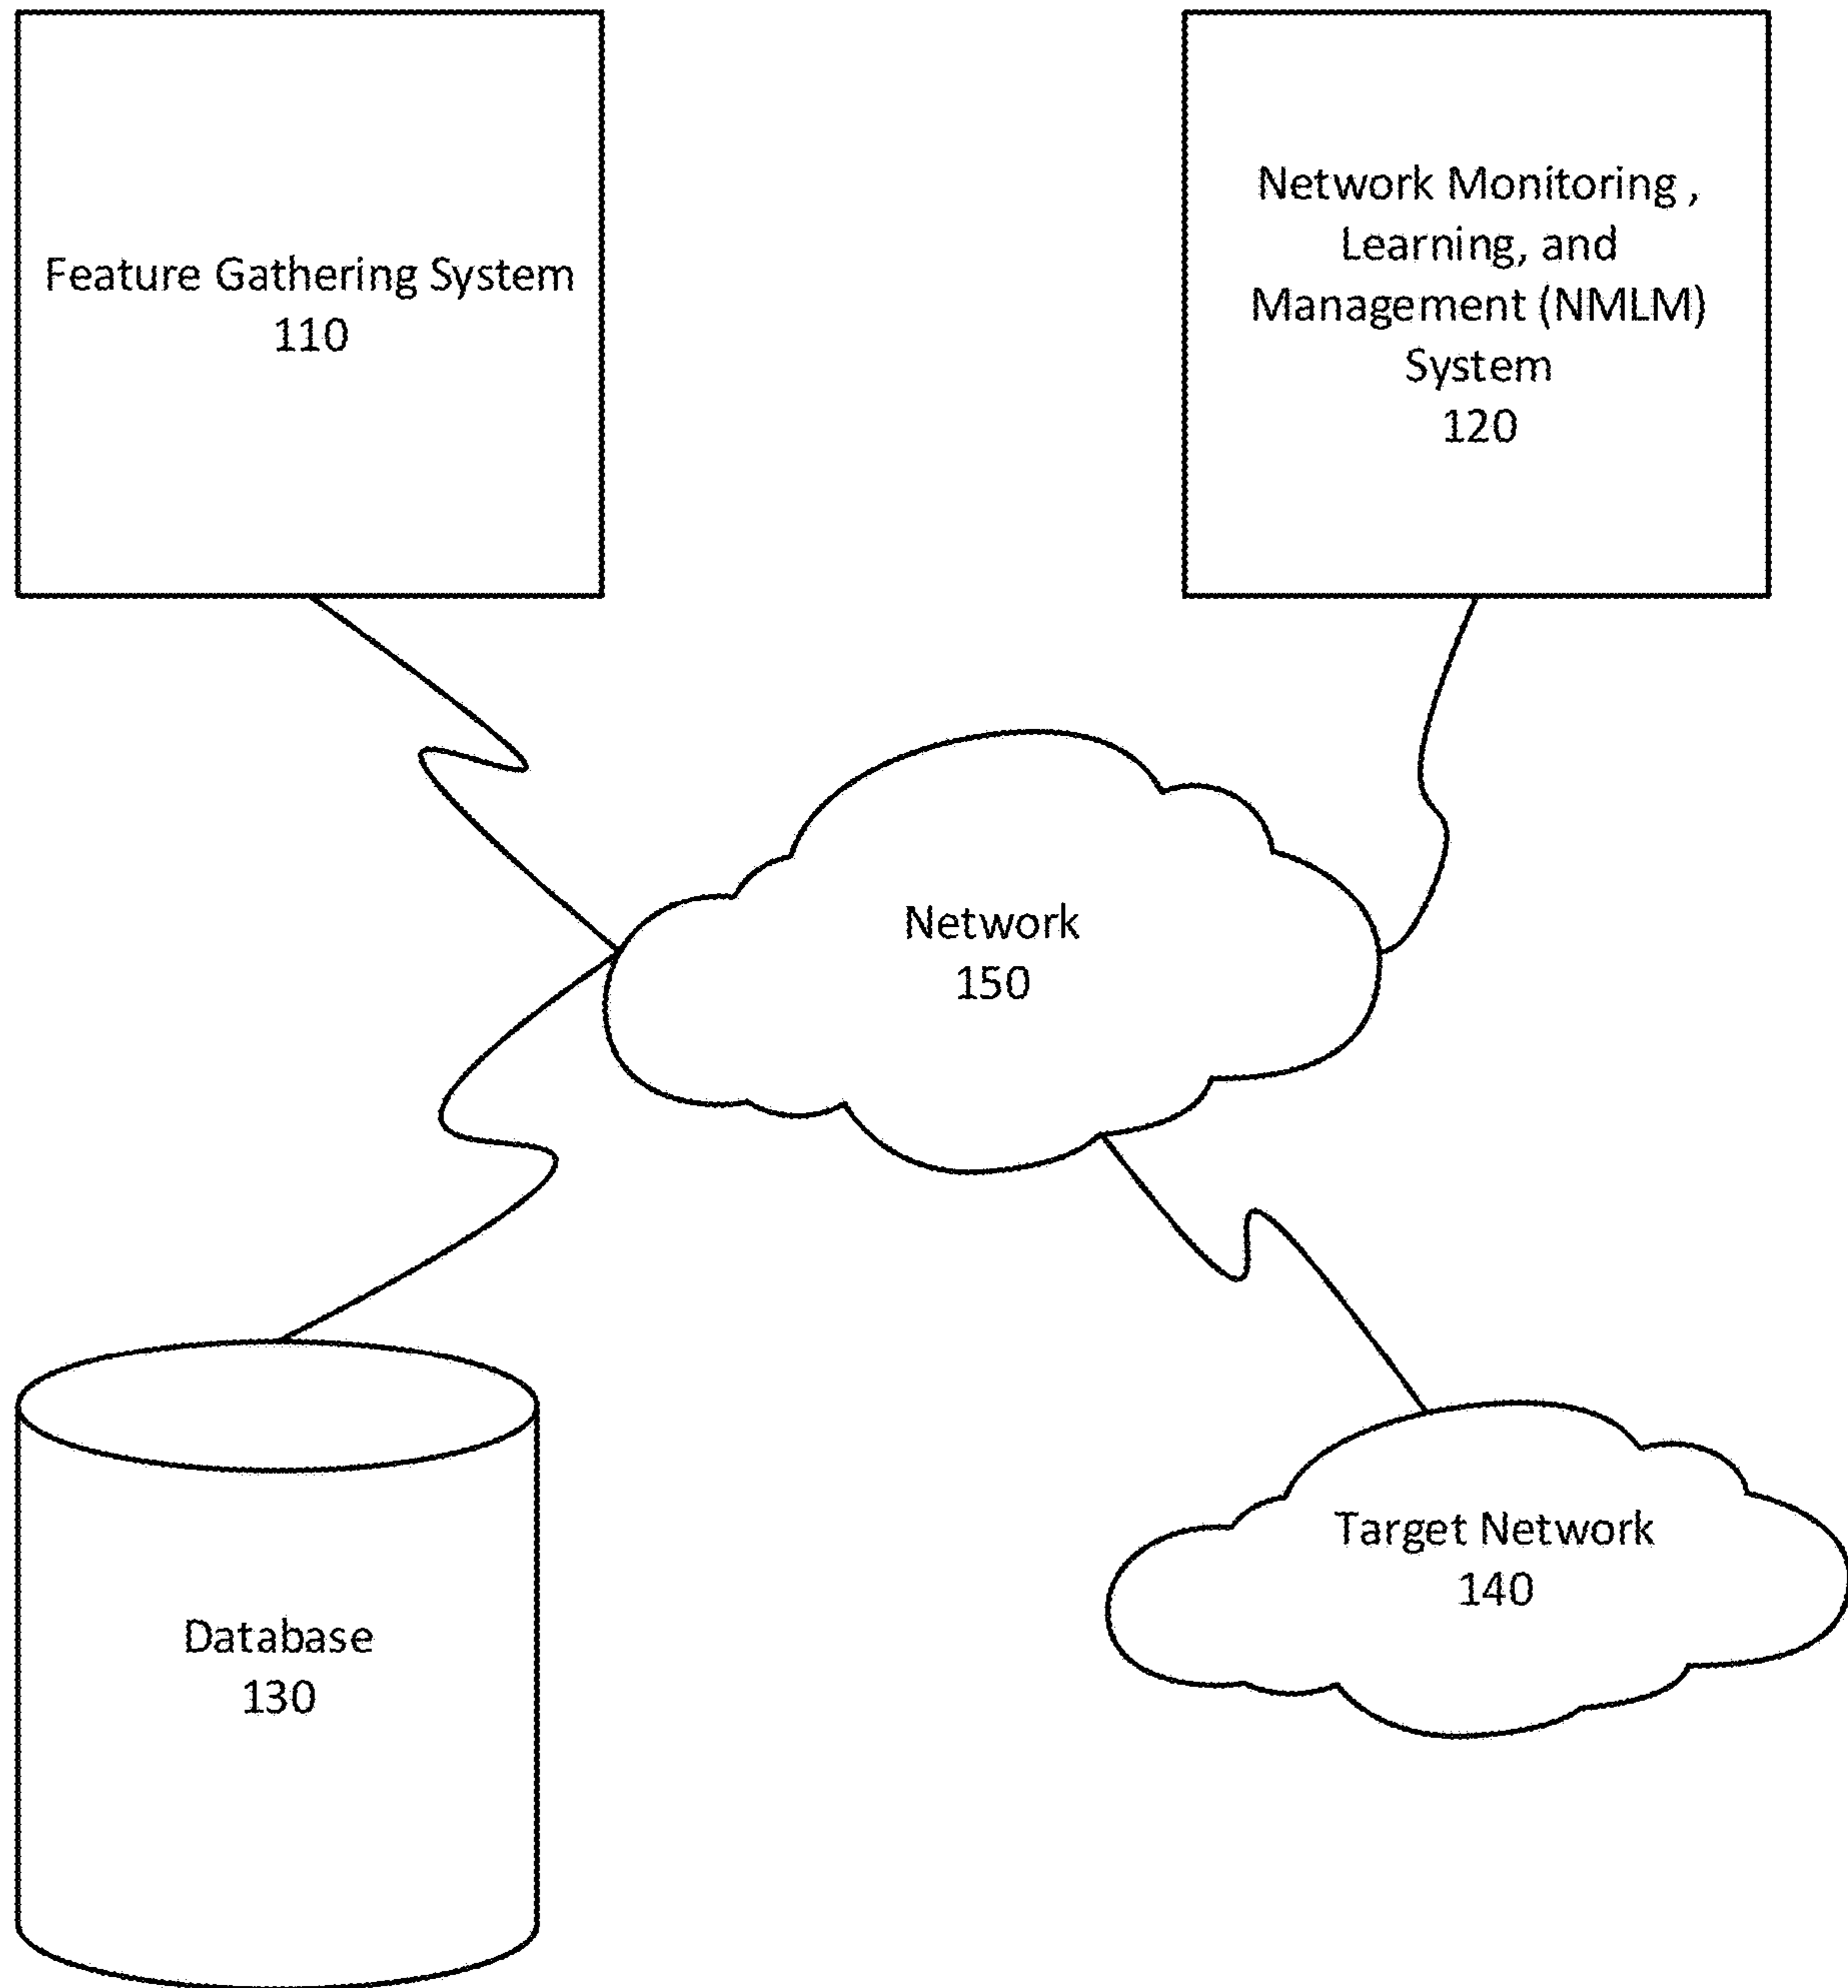 Feature Gathering System
110
Network Monitoring ,
Learning, and
Management (NMLM)
System
120
Network
150
Database
130
Target Network
140